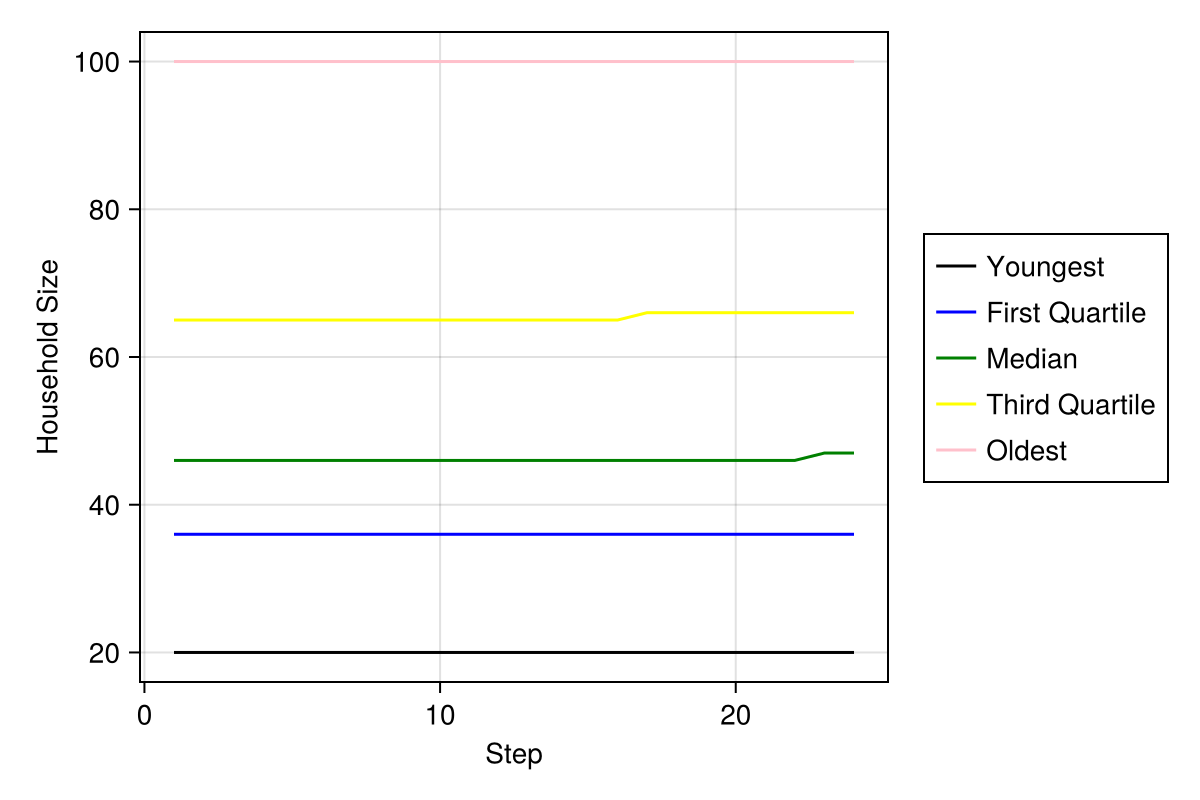 100
80
60
40
20
Household Size
0
10
20
Step
Youngest
First Quartile
Median
Third Quartile
Oldest